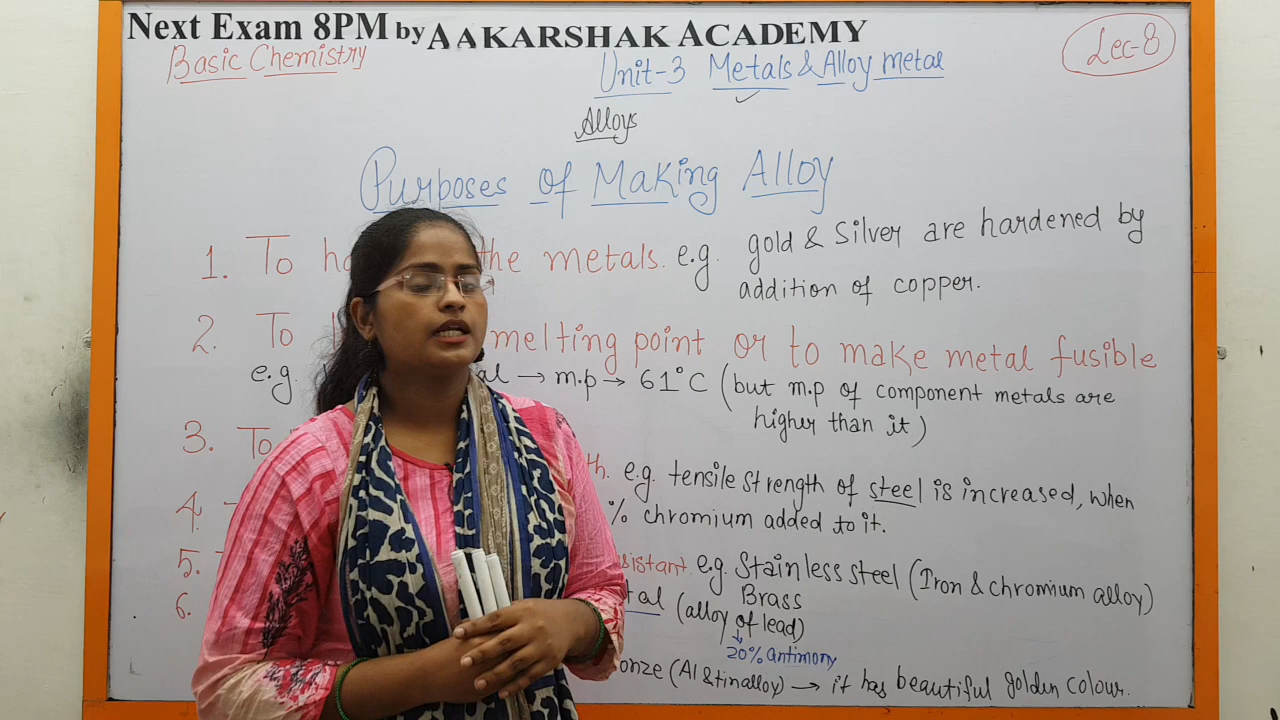 Next Exam 8PM by AAKARSHAK ACADEMY
Basic Chemistry
Unit-3 Metals & Alloy metal
Lec-8
Alloys
Purposes of Making Alloy
1. To the metals. e.g. gold & Silver are hardened by
addition of copper.
2. To melting point or to make metal fusible
e.g. → m.p → 61°C (but m.p of component metals are
higher than it)
3. To
e.g. tensile strength of steel is increased, when
4. % chromium added to it.
5. e.g. Stainless steel (Iron & chromium alloy)
Brass
6. (alloy of lead)
20% antimony
(Al & tin alloy) → it has beautiful golden colour.